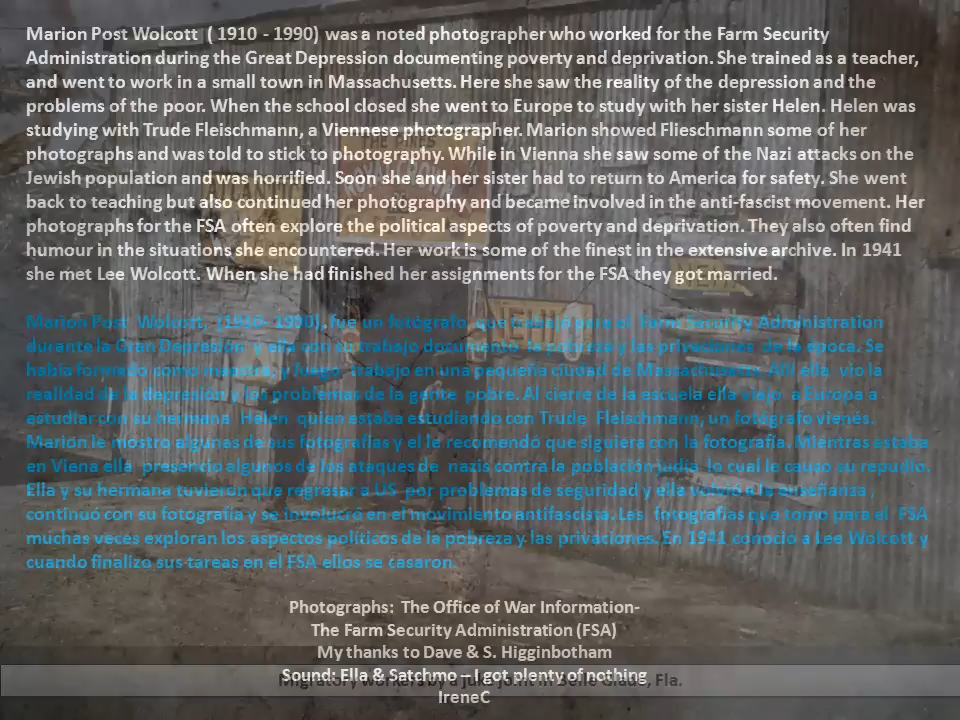 Marion Post Wolcott ( 1910 - 1990) was a noted photographer who worked for the Farm Security
Administration during the Great Depression documenting poverty and deprivation. She trained as a teacher,
and went to work in a small town in Massachusetts. Here she saw the reality of the depression and the
problems of the poor. When the school closed she went to Europe to study with her sister Helen. Helen was
studying with Trude Fleischmann, a Viennese photographer. Marion showed Flieschmann some of her
photographs and was told to stick to photography. While in Vienna she saw some of the Nazi attacks on the
Jewish population and was horrified. Soon she and her sister had to return to America for safety. She went
back to teaching but also continued her photography and became involved in the anti-fascist movement. Her
photographs for the FSA often explore the political aspects of poverty and deprivation. They also often find
humour in the situations she encountered. Her work is some of the finest in the extensive archive. In 1941
she met Lee Wolcott. When she had finished her assignments for the FSA they got married.
Marion Post Wolcott, (1910- 1990), fue un fotógrafo que trabajó para el Farm Security Administration
durante la Gran Depresión y ella con su trabajo documentó la pobreza y las privaciones de la época. Se
había formado como maestra, y luego trabajo en una pequeña ciudad de Massachusetts. Allí ella vio la
realidad de la depresión y los problemas de la gente pobre. Al cierre de la escuela ella viajo a Europa a
estudiar con su hermana Helen quien estaba estudiando con Trude Fleischmann, un fotógrafo vienés.
Marion le mostro algunas de sus fotografías y el le recomendó que siguiera con la fotografía. Mientras estaba
en Viena ella presencio algunos de los ataques de nazis contra la población judía lo cual le causo su repudio.
Ella y su hermana tuvieron que regresar a US por problemas de seguridad y ella volvió a la enseñanza ,
continuó con su fotografía y se involucró en el movimiento antifascista. Las fotografías que tomo para el FSA
muchas veces exploran los aspectos políticos de la pobreza y las privaciones. En 1941 conoció a Lee Wolcott y
cuando finalizo sus tareas en el FSA ellos se casaron.
Photographs: The Office of War Information-
The Farm Security Administration (FSA)
My thanks to Dave & S. Higginbotham
Sound: Ella & Satchmo – I got plenty of nothing
Migratory workers by a juke joint in Belle Glade, Fla.
IreneC